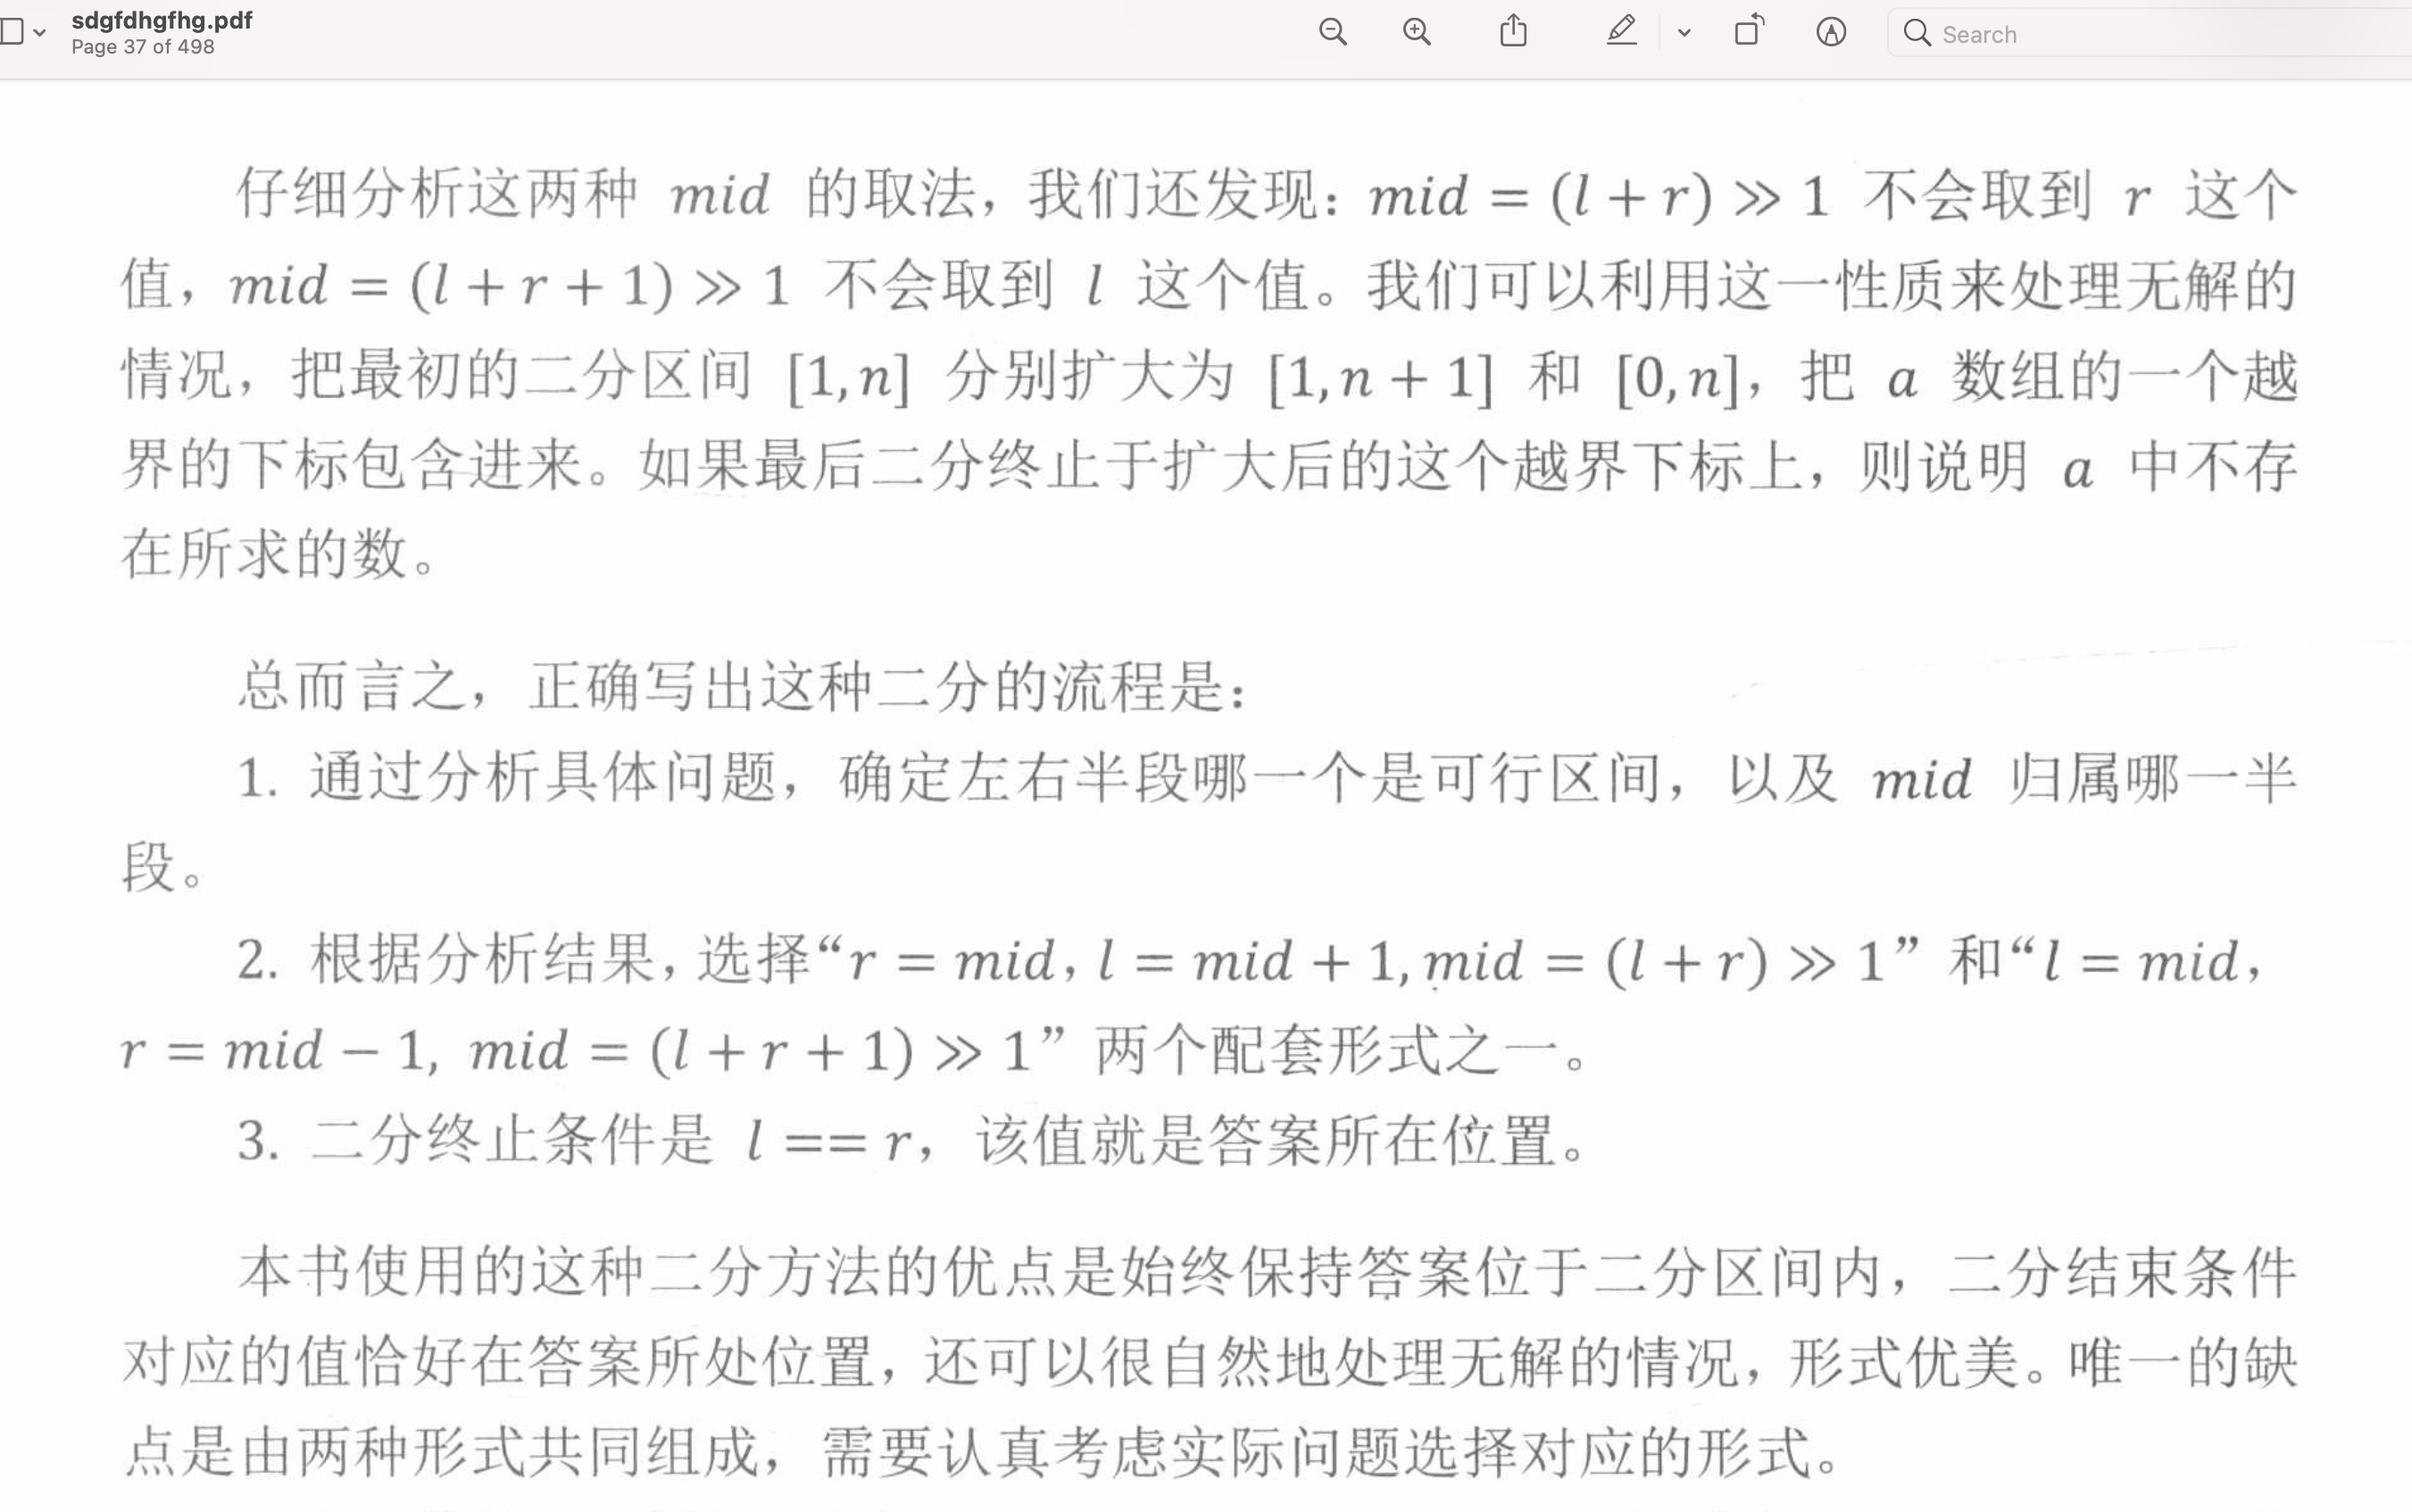 sdgfdhgfhg.pdf
Page 37 of 498
Search
仔细分析这两种 mid 的取法，我们还发现：mid = (l + r) ≫ 1 不会取到 r 这个
值，mid = (l + r + 1) ≫ 1 不会取到 l 这个值。我们可以利用这一性质来处理无解的
情况，把最初的二分区间 [1, n] 分别扩大为 [1, n + 1] 和 [0, n]，把 a 数组的一个越
界的下标包含进来。如果最后二分终止于扩大后的这个越界下标上，则说明 a 中不存
在所求的数。
总而言之，正确写出这种二分的流程是：
1. 通过分析具体问题，确定左右半段哪一个是可行区间，以及 mid 归属哪一半
段。
2. 根据分析结果，选择“r = mid，l = mid + 1, mid = (l + r) ≫ 1” 和“l = mid，
r = mid − 1, mid = (l + r + 1) ≫ 1” 两个配套形式之一。
3. 二分终止条件是 l == r，该值就是答案所在位置。
本书使用的这种二分方法的优点是始终保持答案位于二分区间内，二分结束条件
对应的值恰好在答案所处位置，还可以很自然地处理无解的情况，形式优美。唯一的缺
点是由两种形式共同组成，需要认真考虑实际问题选择对应的形式。